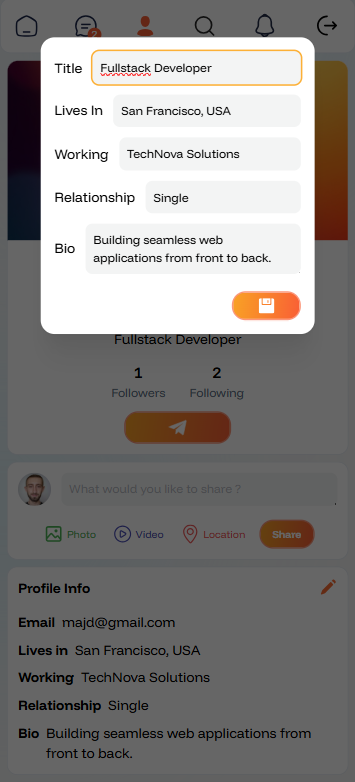 2
Title Fullstack Developer
Lives In San Francisco, USA
Working TechNova Solutions
Relationship Single
Bio Building seamless web
applications from front to back.
Fullstack Developer
1 2
Followers Following
What would you like to share ?
Photo Video Location Share
Profile Info
Email majd@gmail.com
Lives in San Francisco, USA
Working TechNova Solutions
Relationship Single
Bio Building seamless web applications from
front to back.